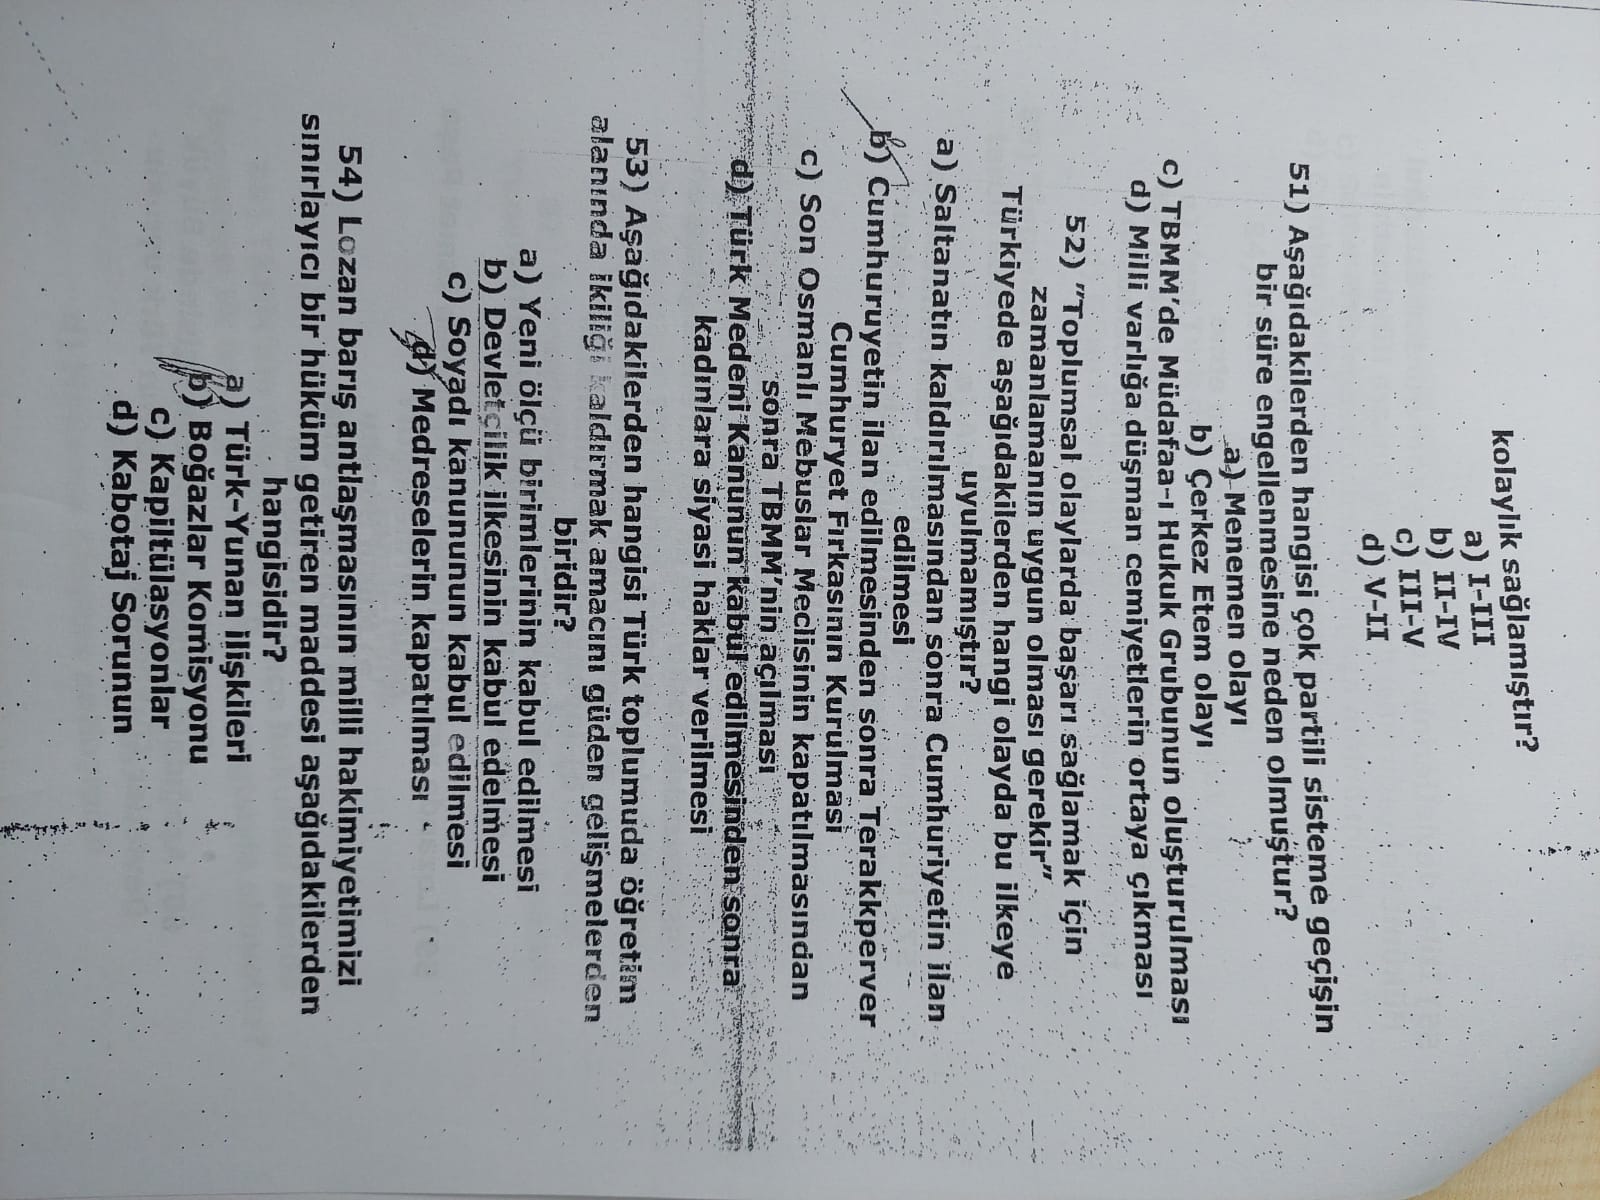 kolaylık sağlamıştır?
a) I-III
b) II-IV
c) III-V
d) V-II
51) Aşağıdakilerden hangisi çok partili sisteme geçişin
bir süre engellenmesine neden olmuştur?
a) Menemen olayı
b) Çerkez Etem olayı
c) TBMM'de Müdafaa-ı Hukuk Grubunun oluşturulması
d) Milli varlığa düşman cemiyetlerin ortaya çıkması
52) "Toplumsal olaylarda başarı sağlamak için
zamanlamanın uygun olması gerekir"
Türkiyede aşağıdakilerden hangi olayda bu ilkeye
uyulmamıştır?
a) Saltanatın kaldırılmasından sonra Cumhuriyetin ilan
edilmesi
b) Cumhuruyetin ilan edilmesinden sonra Terakkperver
Cumhuryet Fırkasının Kurulması
c) Son Osmanlı Mebuslar Meclisinin kapatılmasından
sonra TBMM'nin açılması
d) Türk Medeni Kanunun kabul edilmesinden sonra
kadınlara siyasi haklar verilmesi
53) Aşağıdakilerden hangisi Türk toplumuda öğretim
alanında ikiliği kaldırmak amacını güden gelişmelerden
biridir?
a) Yeni ölçü birimlerinin kabul edilmesi
b) Devletçilik ilkesinin kabul edelmesi
c) Soyadı kanununun kabul edilmesi
d) Medreselerin kapatılması
54) Lozan barış antlaşmasının milli hakimiyetimizi
sınırlayıcı bir hüküm getiren maddesi aşağıdakilerden
hangisidir?
a) Türk-Yunan ilişkileri
b) Boğazlar Komisyonu
c) Kapiltülasyonlar
d) Kabotaj Sorunun